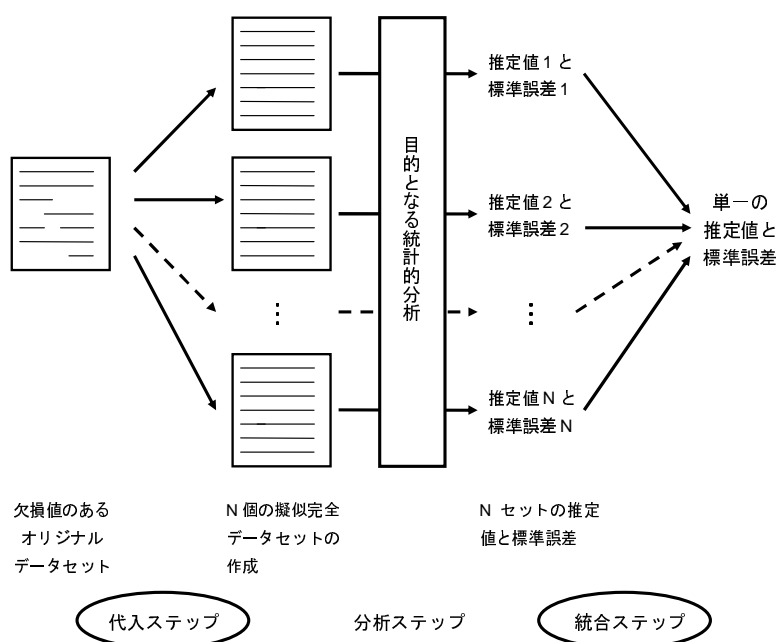 推定値1と
標準誤差1
目的となる統計的分析
推定値2と
標準誤差2
単一の
推定値と
標準誤差
推定値Nと
標準誤差N
欠損値のある
オリジナル
データセット
N個の擬似完全
データセットの
作成
N セットの推定
値と標準誤差
代入ステップ
分析ステップ
統合ステップ